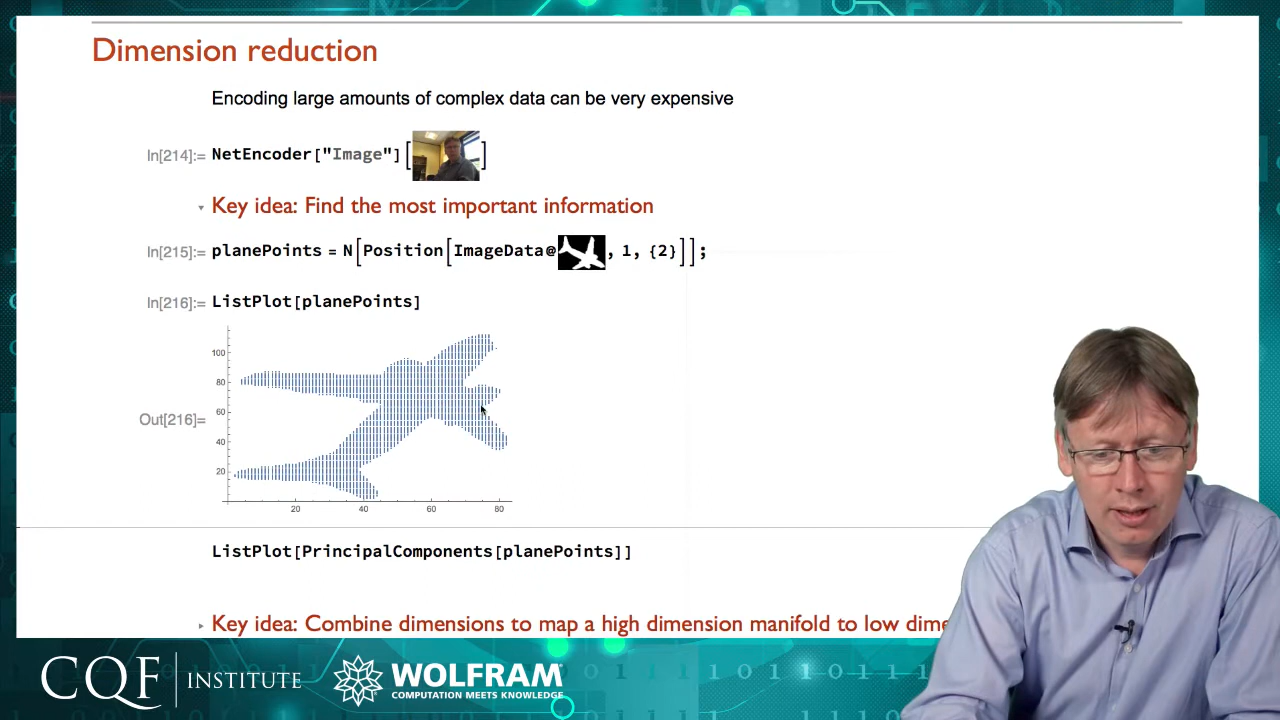 Dimension reduction
Encoding large amounts of complex data can be very expensive
In[214]:= NetEncoder["Image"][ ]
Key idea: Find the most important information
In[215]:= planePoints = N[Position[ImageData@ , 1, {2}]];
In[216]:= ListPlot[planePoints]
100
80
60
40
20
20 40 60 80
Out[216]=
ListPlot[PrincipalComponents[planePoints]]
Key idea: Combine dimensions to map a high dimension manifold to low dime
CQF INSTITUTE
WOLFRAM
COMPUTATION MEETS KNOWLEDGE